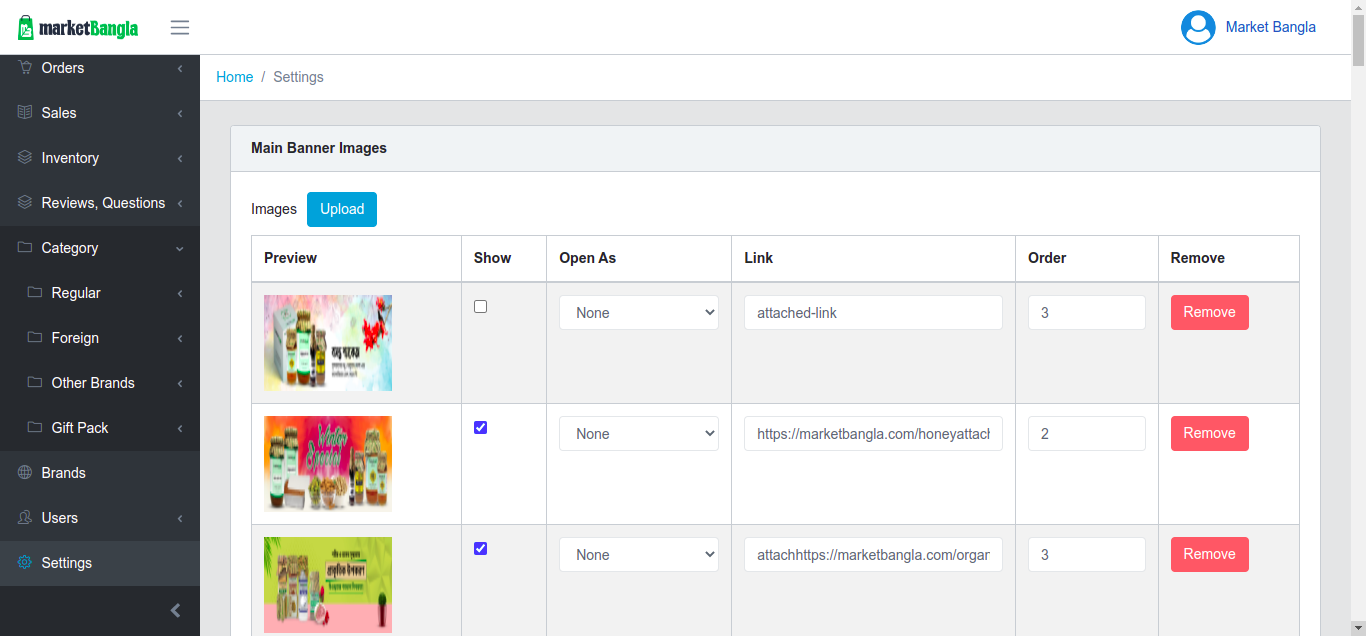 marketBangla
Market Bangla
Orders
Sales
Inventory
Reviews, Questions
Category
Regular
Foreign
Other Brands
Gift Pack
Brands
Users
Settings
Home / Settings
Main Banner Images
Images Upload
Preview Show Open As Link Order Remove
None attached-link 3 Remove
None https://marketbangla.com/honeyattach 2 Remove
None attachhttps://marketbangla.com/organ 3 Remove